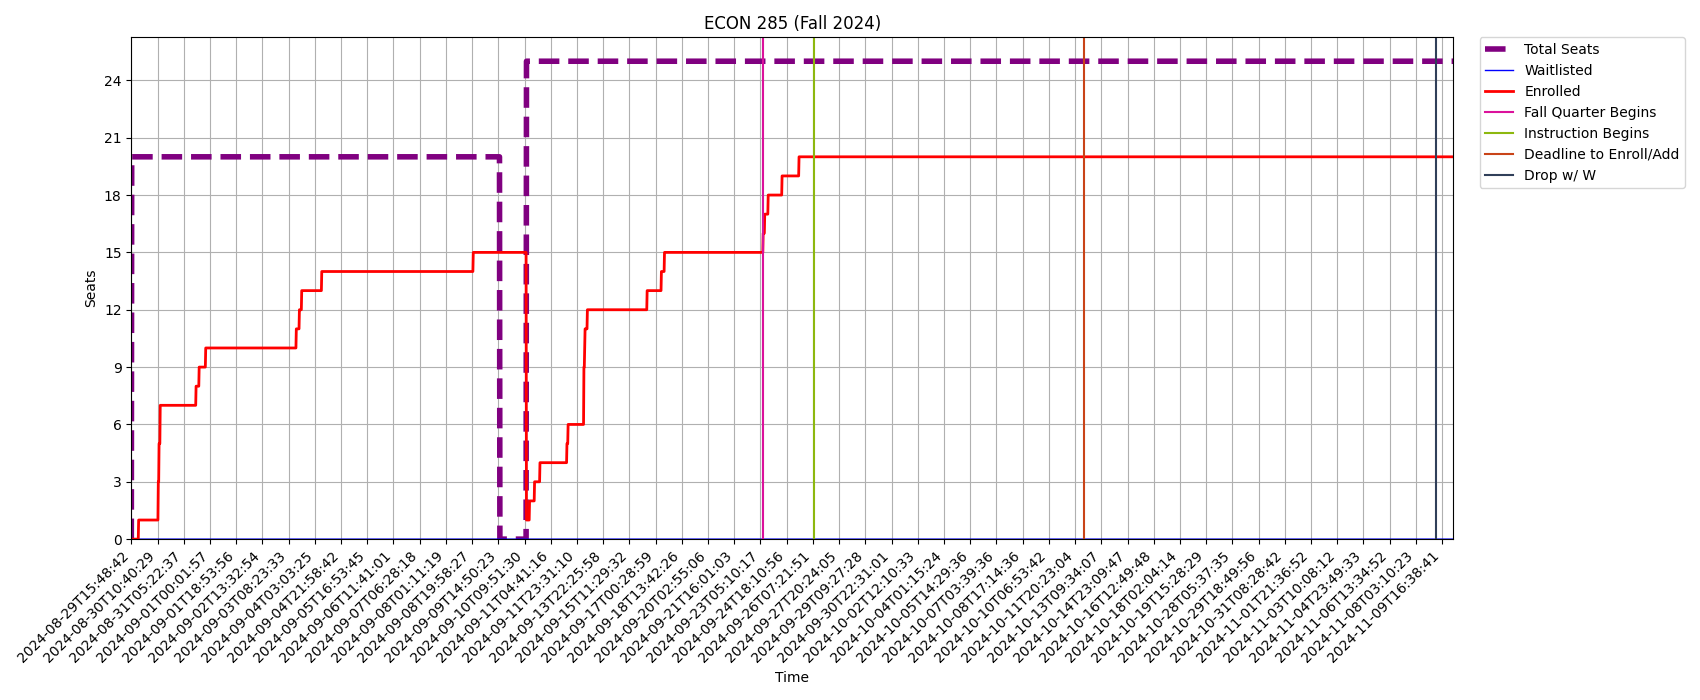 ECON 285 (Fall 2024)
Total Seats
Waitlisted
Enrolled
Fall Quarter Begins
Instruction Begins
Deadline to Enroll/Add
Drop w/ W
24
21
18
15
12
9
6
3
0
Seats
2024-08-29T15:48:42
2024-08-30T10:40:29
2024-08-31T05:22:37
2024-09-01T00:01:57
2024-09-01T18:53:56
2024-09-02T13:32:54
2024-09-03T08:23:33
2024-09-04T03:03:25
2024-09-04T21:58:42
2024-09-05T16:53:45
2024-09-06T11:41:01
2024-09-07T06:28:18
2024-09-08T01:11:19
2024-09-08T19:58:27
2024-09-09T14:50:23
2024-09-10T09:51:30
2024-09-11T04:41:16
2024-09-11T23:31:10
2024-09-13T22:25:58
2024-09-15T11:29:32
2024-09-17T00:28:59
2024-09-18T13:42:26
2024-09-20T02:55:06
2024-09-21T16:01:03
2024-09-23T05:10:17
2024-09-24T18:10:56
2024-09-26T07:21:51
2024-09-27T20:24:05
2024-09-29T09:27:28
2024-09-30T22:31:01
2024-10-02T12:10:33
2024-10-04T01:15:24
2024-10-05T14:29:36
2024-10-07T03:39:36
2024-10-08T17:14:36
2024-10-10T06:53:42
2024-10-11T20:23:04
2024-10-13T09:34:07
2024-10-14T23:09:47
2024-10-16T12:49:48
2024-10-18T02:04:14
2024-10-19T15:28:29
2024-10-28T05:37:35
2024-10-29T18:49:56
2024-10-31T08:28:42
2024-11-01T21:36:52
2024-11-03T10:08:12
2024-11-04T23:49:33
2024-11-06T13:34:52
2024-11-08T03:10:23
2024-11-09T16:38:41
Time